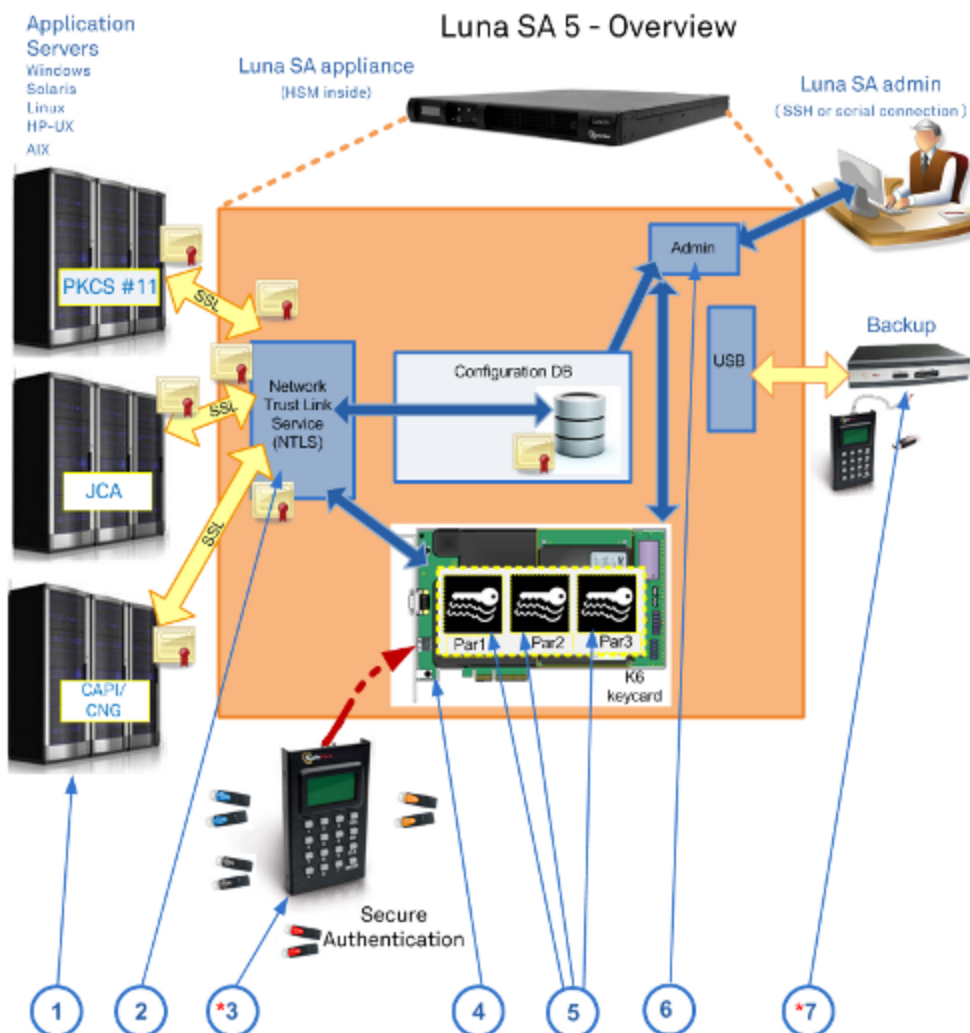 Luna SA 5 - Overview
Application
Servers
Windows
Solaris
Linux
HP-UX
AIX
Luna SA appliance
(HSM inside)
Luna SA admin
( SSH or serial connection )
PKCS #11
SSL
Admin
Backup
USB
Configuration DB
Network
Trust Link
Service
(NTLS)
SSL
JCA
SSL
Par1
Par2
Par3
K6
keycard
CAPI/
CNG
Secure
Authentication
1
2
*3
4
5
6
*7